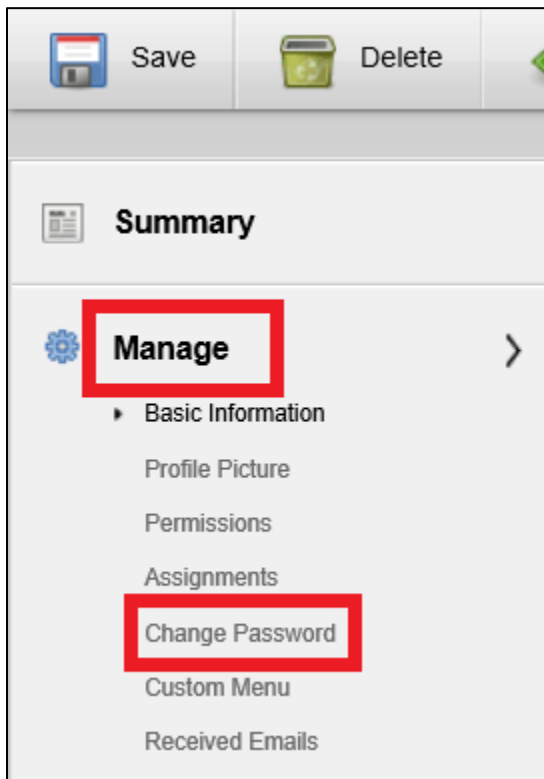 Save Delete
Summary
Manage
Basic Information
Profile Picture
Permissions
Assignments
Change Password
Custom Menu
Received Emails